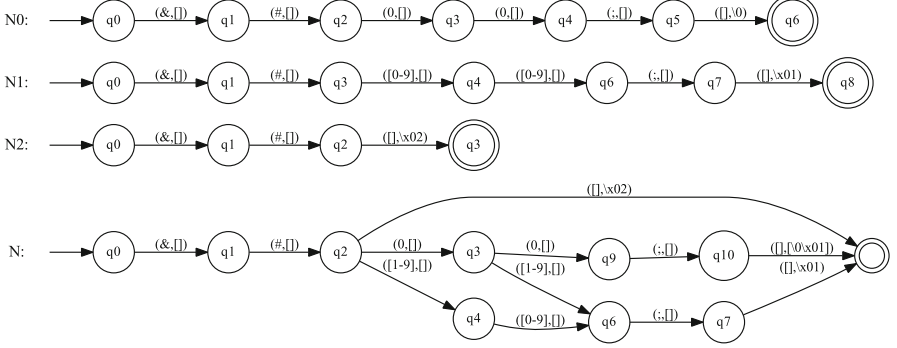 N0: q0 (&,[]) q1 (#,[]) q2 (0,[]) q3 (0,[]) q4 (;,[]) q5 ([],\0) q6
N1: q0 (&,[]) q1 (#,[]) q3 ([0-9],[]) q4 ([0-9],[]) q6 (;,[]) q7 ([],\x01) q8
N2: q0 (&,[]) q1 (#,[]) q2 ([],\x02) q3
([],\x02)
N: q0 (&,[]) q1 (#,[]) q2 (0,[]) q3 (0,[]) q9 (;,[]) q10 ([],[\0\x01])
([1-9],[]) ([1-9],[]) ([],\x01)
q4 ([0-9],[]) q6 (;,[]) q7